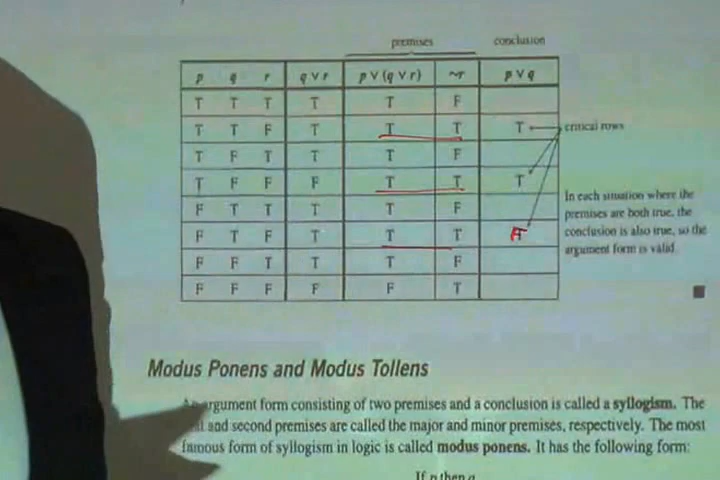 premises conclusion
p q r q ∨ r p ∨ (q ∨ r) ~r p ∨ q
T T T T T F
T T F T T T T critical rows
T F T T T F
T F F F T T T
F T T T T F
F T F T T T
F F T T T F
F F F F F T
In each situation where the
premises are both true, the
conclusion is also true, so the
argument form is valid.
Modus Ponens and Modus Tollens
argument form consisting of two premises and a conclusion is called a syllogism. The
and second premises are called the major and minor premises, respectively. The most
famous form of syllogism in logic is called modus ponens. It has the following form:
If p then q